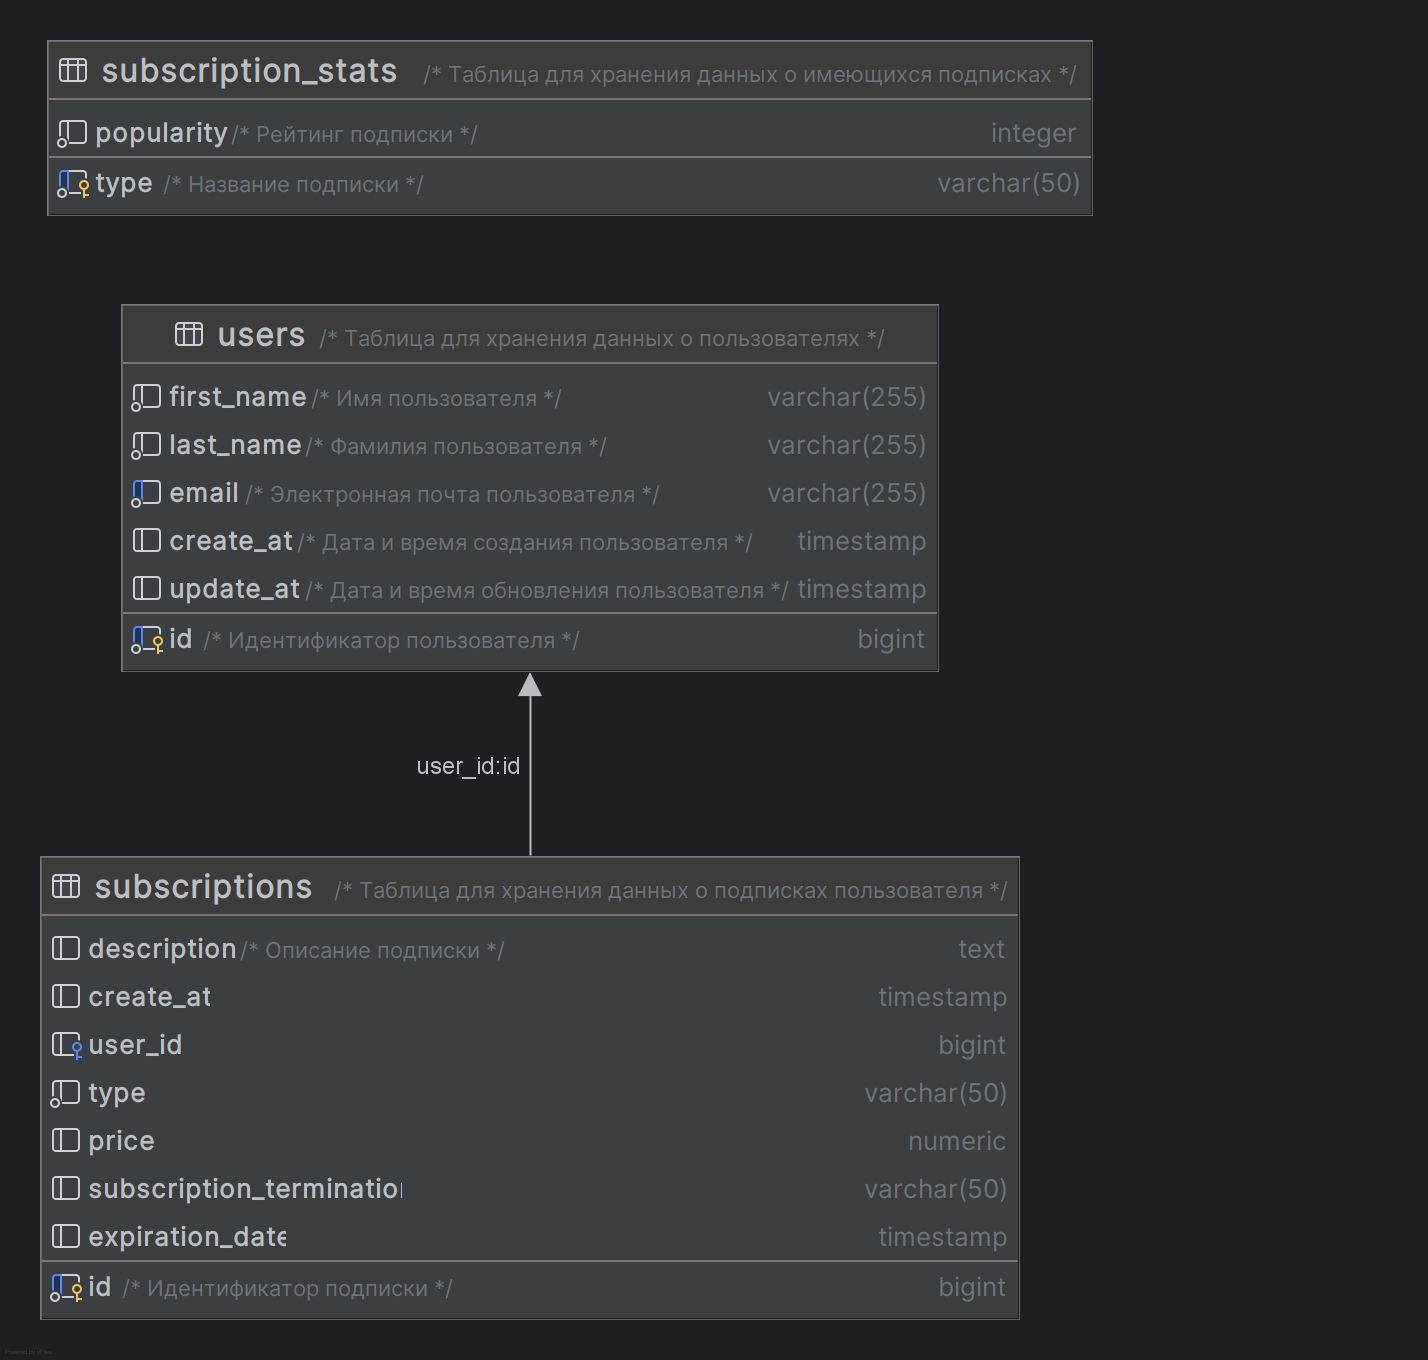 subscription_stats /* Таблица для хранения данных о имеющихся подписках */
popularity /* Рейтинг подписки */ integer
type /* Название подписки */ varchar(50)
users /* Таблица для хранения данных о пользователях */
first_name /* Имя пользователя */ varchar(255)
last_name /* Фамилия пользователя */ varchar(255)
email /* Электронная почта пользователя */ varchar(255)
create_at /* Дата и время создания пользователя */ timestamp
update_at /* Дата и время обновления пользователя */ timestamp
id /* Идентификатор пользователя */ bigint
user_id:id
subscriptions /* Таблица для хранения данных о подписках пользователя */
description /* Описание подписки */ text
create_at timestamp
user_id bigint
type varchar(50)
price numeric
subscription_terminatio varchar(50)
expiration_date timestamp
id /* Идентификатор подписки */ bigint
Powered by yFiles